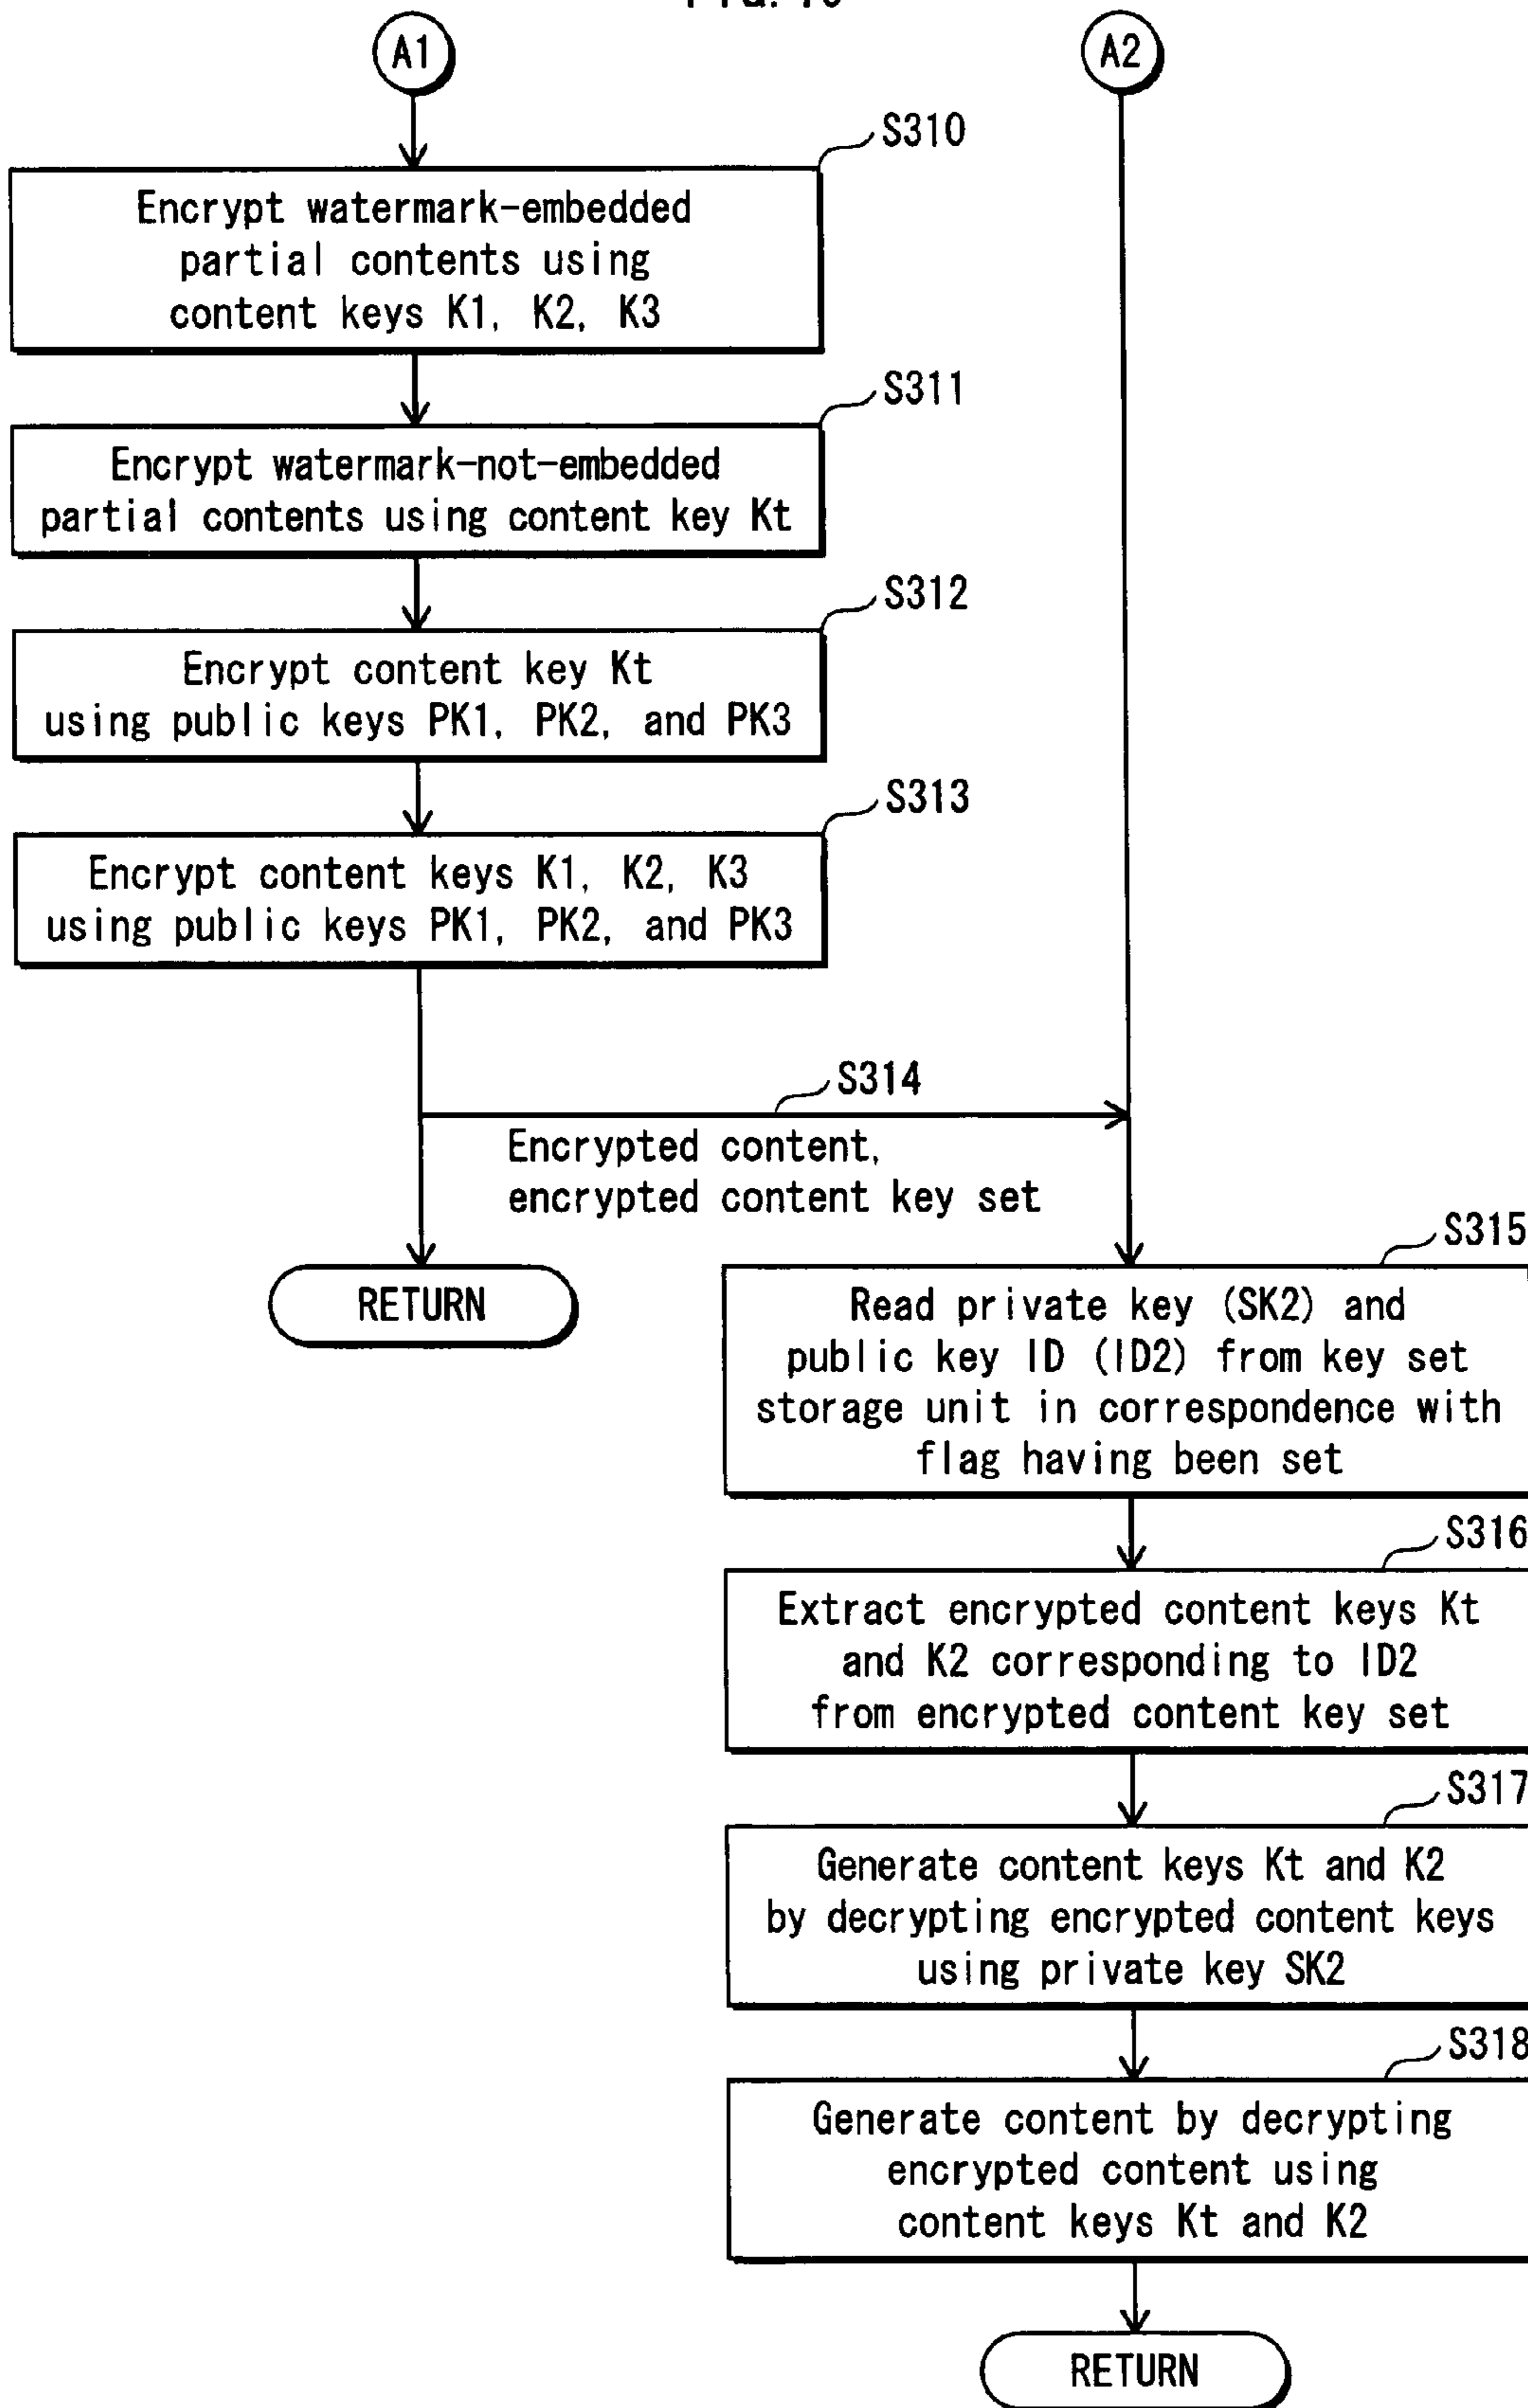 A1
A2
S310
Encrypt watermark-embedded
partial contents using
content keys K1, K2, K3
S311
Encrypt watermark-not-embedded
partial contents using content key Kt
S312
Encrypt content key Kt
using public keys PK1, PK2, and PK3
S313
Encrypt content keys K1, K2, K3
using public keys PK1, PK2, and PK3
S314
Encrypted content,
encrypted content key set
RETURN
S315
Read private key (SK2) and
public key ID (ID2) from key set
storage unit in correspondence with
flag having been set
S316
Extract encrypted content keys Kt
and K2 corresponding to ID2
from encrypted content key set
S317
Generate content keys Kt and K2
by decrypting encrypted content keys
using private key SK2
S318
Generate content by decrypting
encrypted content using
content keys Kt and K2
RETURN